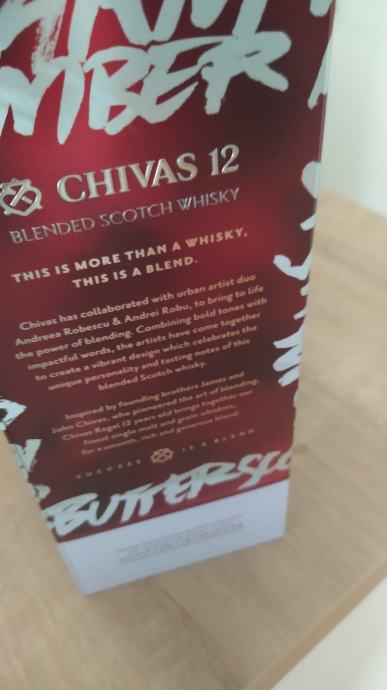 CHIVAS 12
BLENDED SCOTCH WHISKY
THIS IS MORE THAN A WHISKY,
THIS IS A BLEND.
Chivas has collaborated with urban artist duo
Andreea Robescu & Andrei Robu, to bring to life
the power of blending. Combining bold tones with
impactful words, the artists have come together
to create a vibrant design which celebrates the
unique personality and tasting notes of this
blended Scotch whisky.
Inspired by founding brothers James and
John Chivas, who pioneered the art of blending,
Chivas Regal 12 years old brings together our
finest single malt and grain whiskies,
for a smooth, rich and generous blend.
SUCCESS IS A BLEND
BUTTERSC